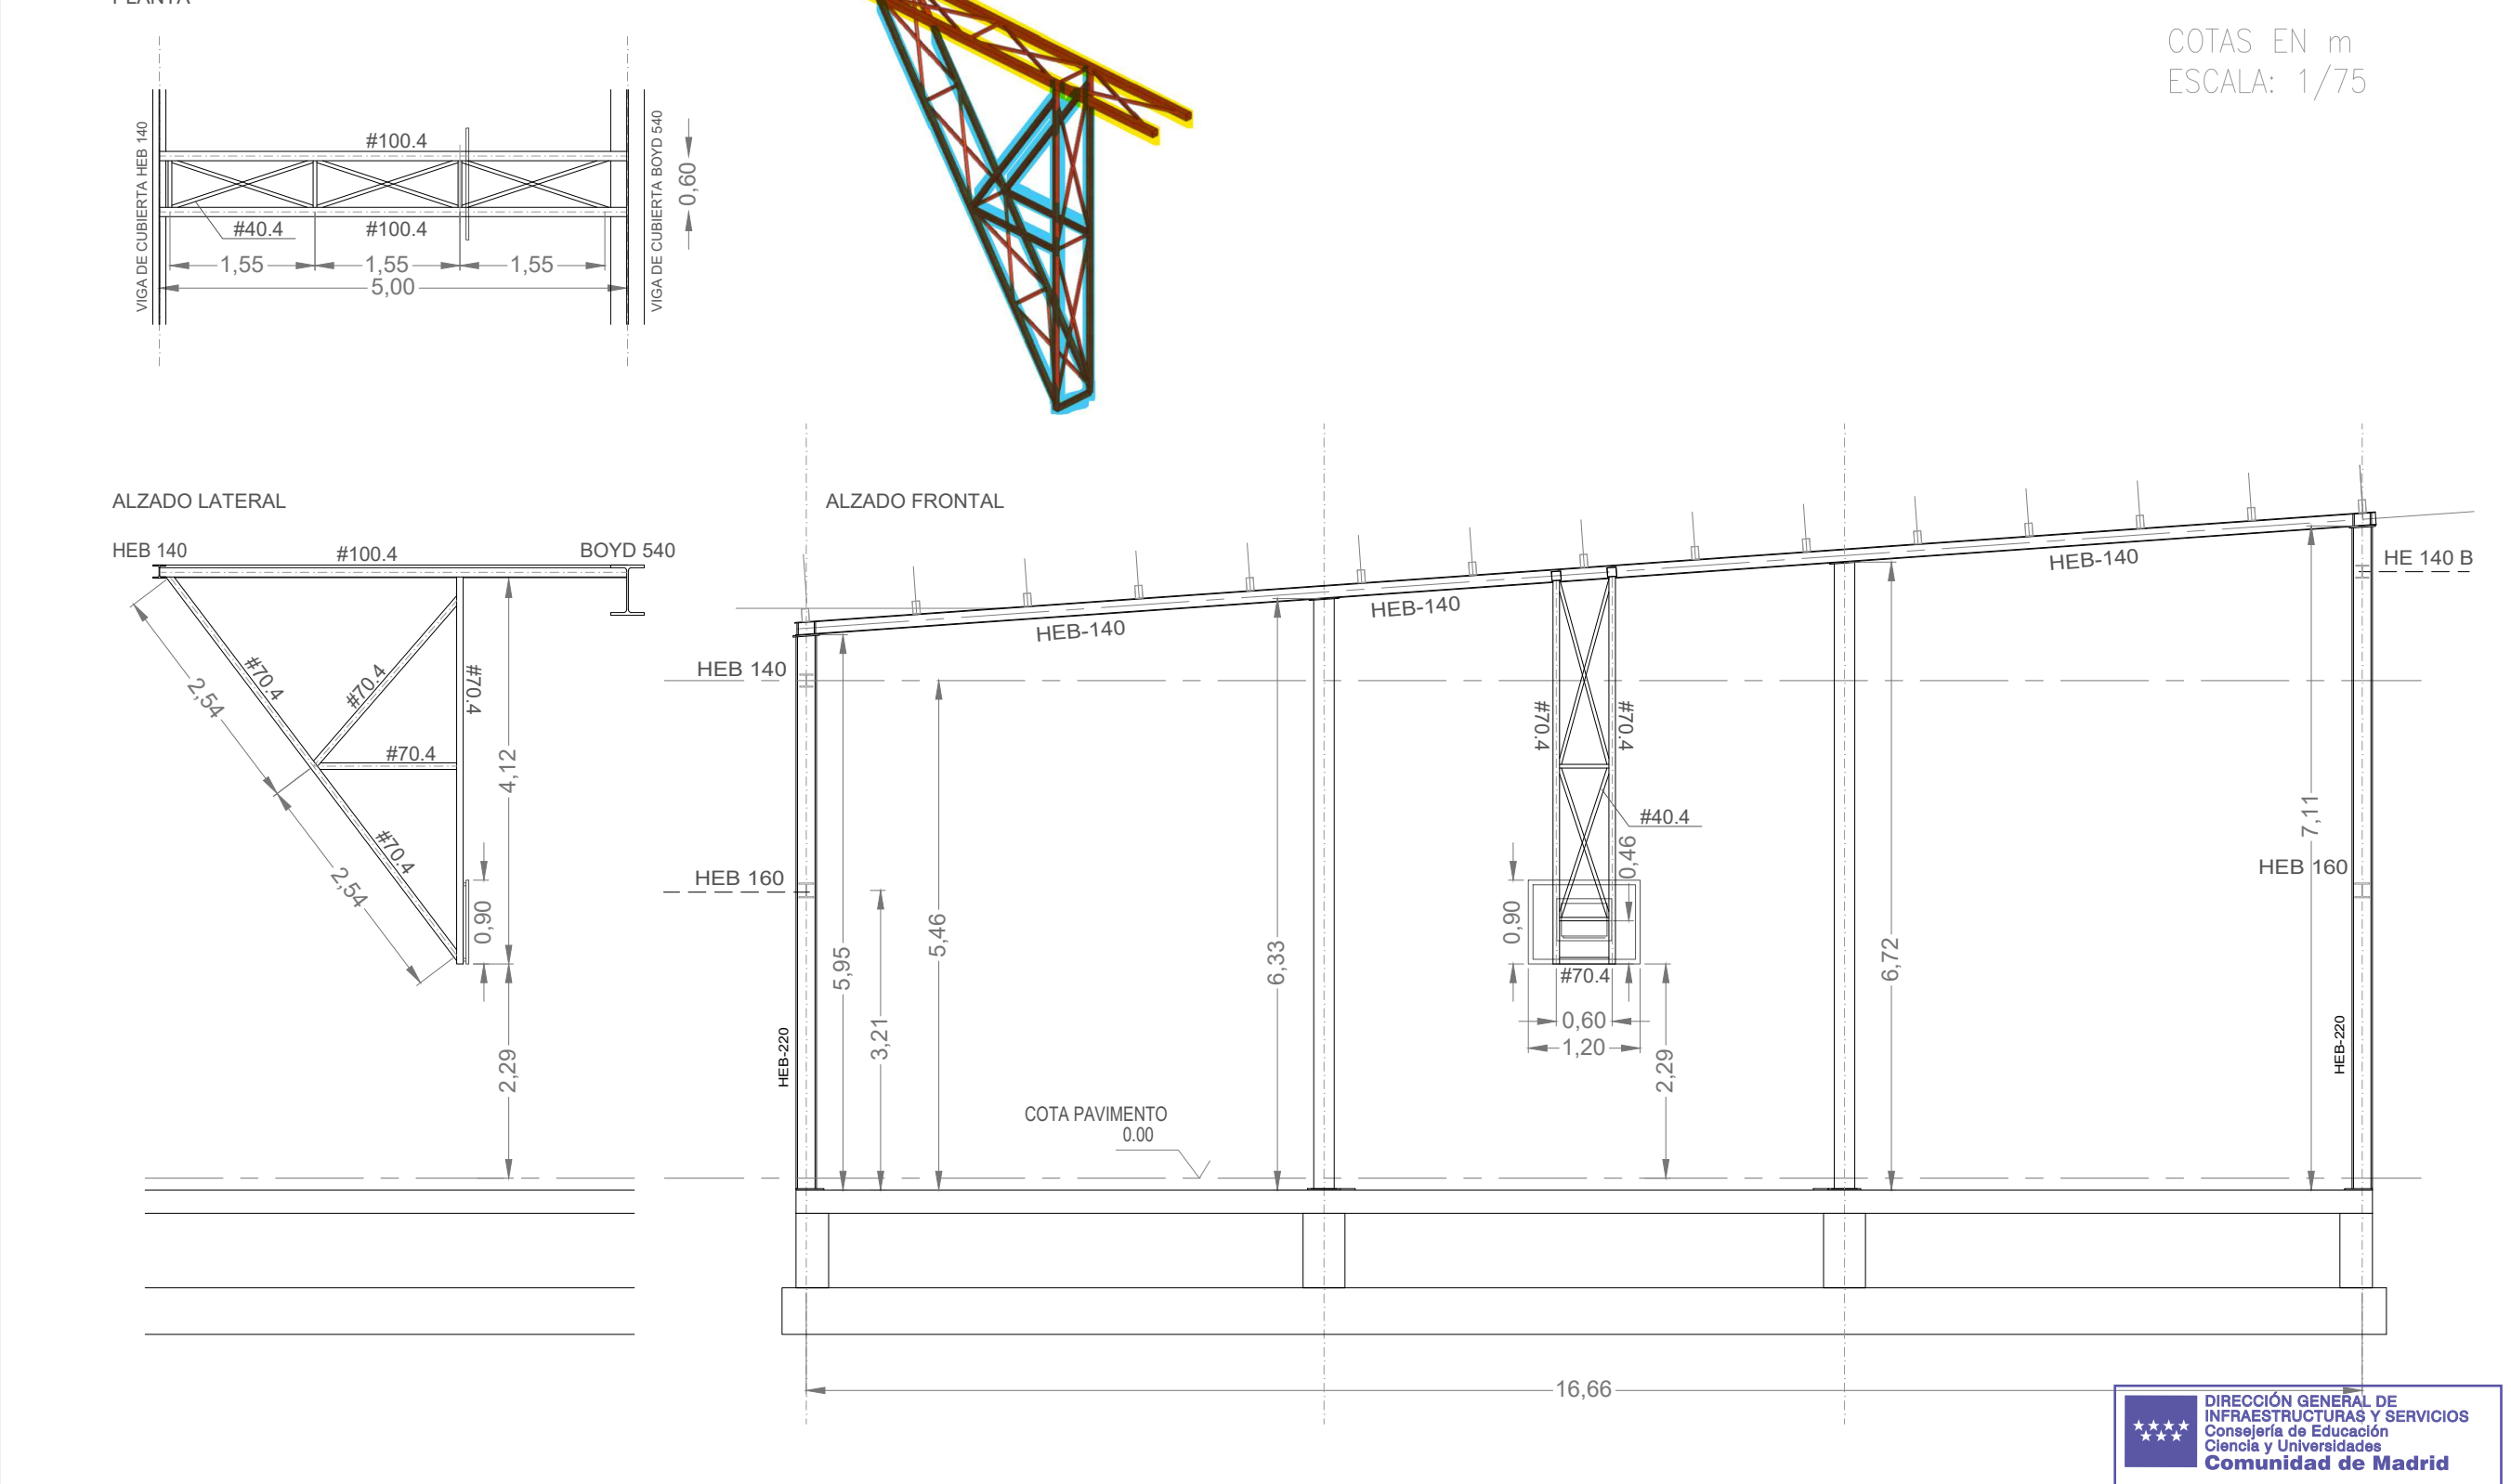 PLANTA
COTAS EN m
ESCALA: 1/75
VIGA DE CUBIERTA HEB 140
#100.4
VIGA DE CUBIERTA BOYD 540
0,60
#40.4
#100.4
1,55
1,55
1,55
5,00
ALZADO LATERAL
HEB 140
#100.4
BOYD 540
#70.4
2,54
#70.4
#70.4
#70.4
4,12
#70.4
2,54
0,90
2,29
ALZADO FRONTAL
HEB-140
HEB-140
HEB-140
HE 140 B
HEB 140
#70.4
#70.4
#40.4
0,46
7,11
HEB 160
HEB 160
0,90
5,95
5,46
6,33
6,72
#70.4
0,60
1,20
3,21
2,29
HEB-220
HEB-220
COTA PAVIMENTO
0.00
16,66
DIRECCIÓN GENERAL DE
INFRAESTRUCTURAS Y SERVICIOS
Consejería de Educación
Ciencia y Universidades
Comunidad de Madrid